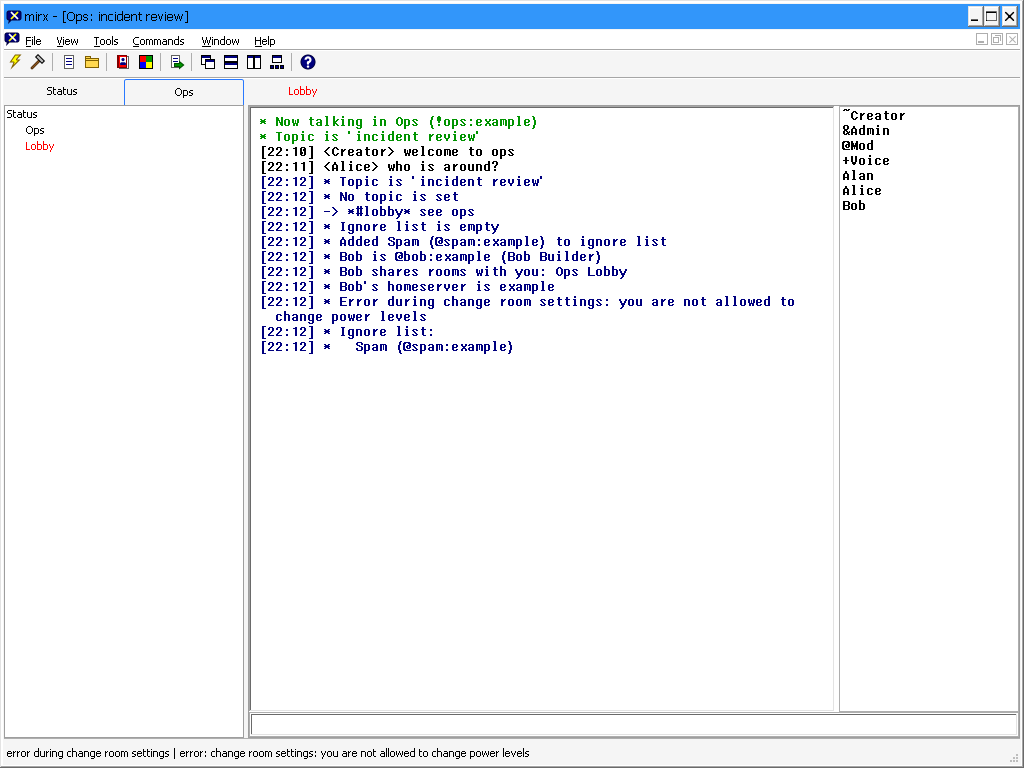 mirx - [Ops: incident review]
File View Tools Commands Window Help
Status Ops Lobby
Status
Ops
Lobby
* Now talking in Ops (!ops:example)
* Topic is 'incident review'
[22:10] <Creator> welcome to ops
[22:11] <Alice> who is around?
[22:12] * Topic is 'incident review'
[22:12] * No topic is set
[22:12] -> *#lobby* see ops
[22:12] * Ignore list is empty
[22:12] * Added Spam (@spam:example) to ignore list
[22:12] * Bob is @bob:example (Bob Builder)
[22:12] * Bob shares rooms with you: Ops Lobby
[22:12] * Bob's homeserver is example
[22:12] * Error during change room settings: you are not allowed to
change power levels
[22:12] * Ignore list:
[22:12] *   Spam (@spam:example)
~Creator
&Admin
@Mod
+Voice
Alan
Alice
Bob
error during change room settings | error: change room settings: you are not allowed to change power levels